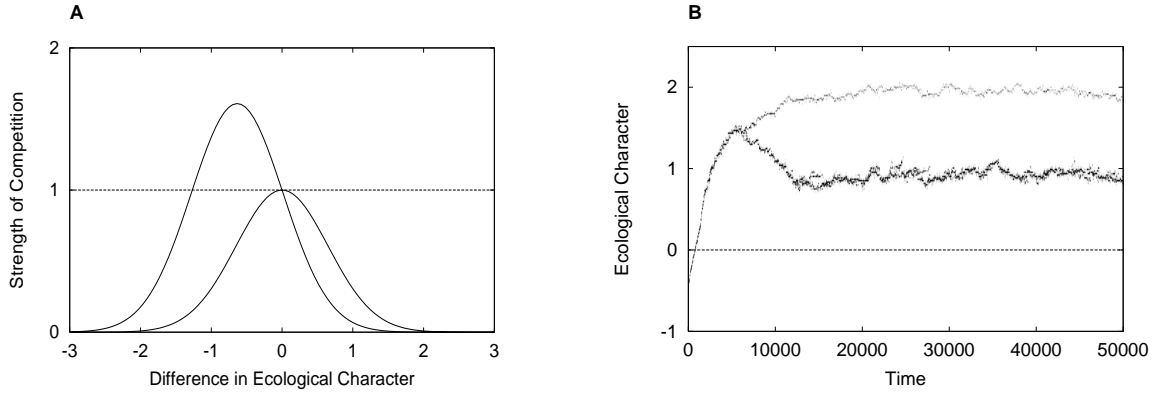 A
2
1
0
Strength of Competition
-3 -2 -1 0 1 2 3
Difference in Ecological Character
B
2
1
0
-1
Ecological Character
0 10000 20000 30000 40000 50000
Time